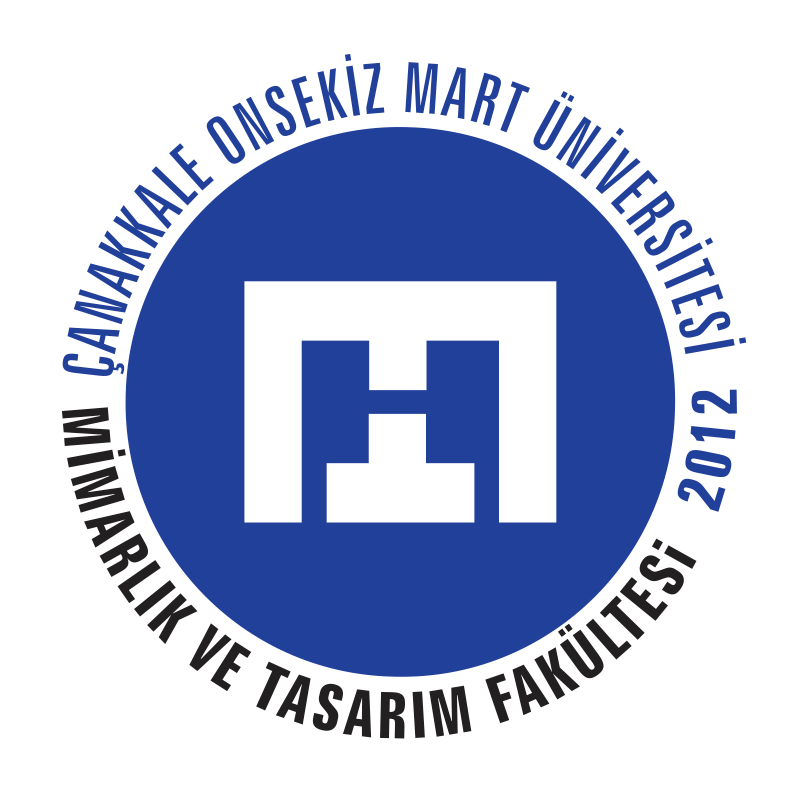 ÇANAKKALE ONSEKİZ MART ÜNİVERSİTESİ 2012
MİMARLIK VE TASARIM FAKÜLTESİ